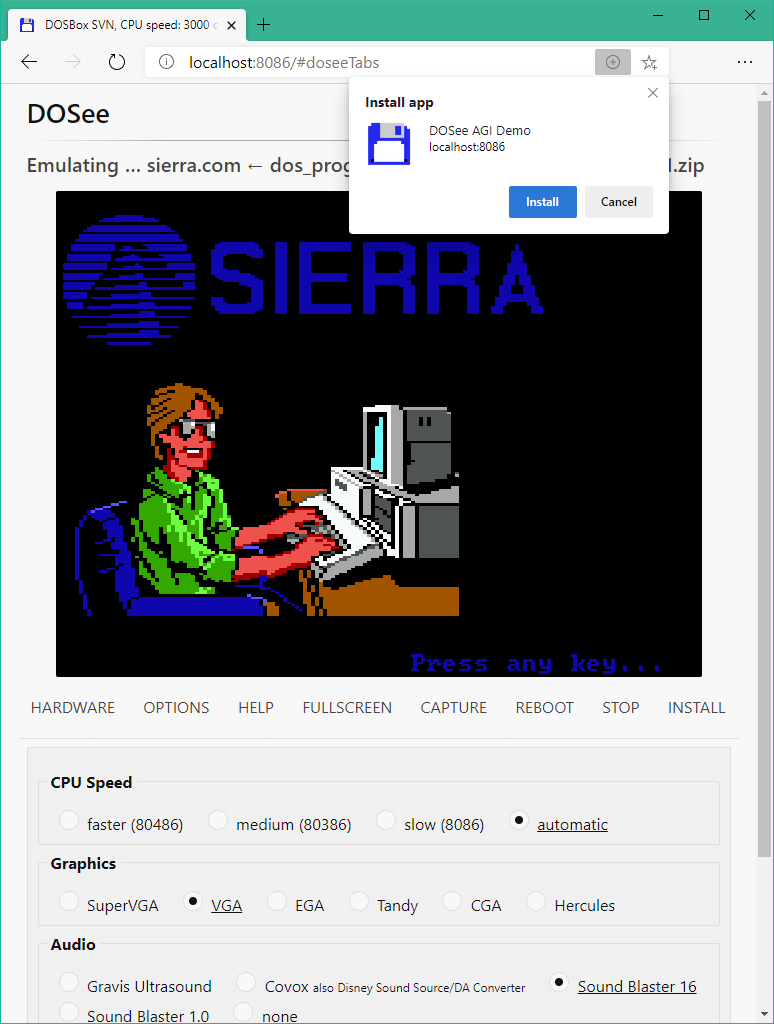 DOSBox SVN, CPU speed: 3000
localhost:8086/#doseeTabs
Install app
DOSee AGI Demo
localhost:8086
Install Cancel
DOSee
Emulating ... sierra.com ← dos_prog .zip
SIERRA
Press any key...
HARDWARE OPTIONS HELP FULLSCREEN CAPTURE REBOOT STOP INSTALL
CPU Speed
faster (80486) medium (80386) slow (8086) automatic
Graphics
SuperVGA VGA EGA Tandy CGA Hercules
Audio
Gravis Ultrasound Covox also Disney Sound Source/DA Converter Sound Blaster 16
Sound Blaster 1.0 none